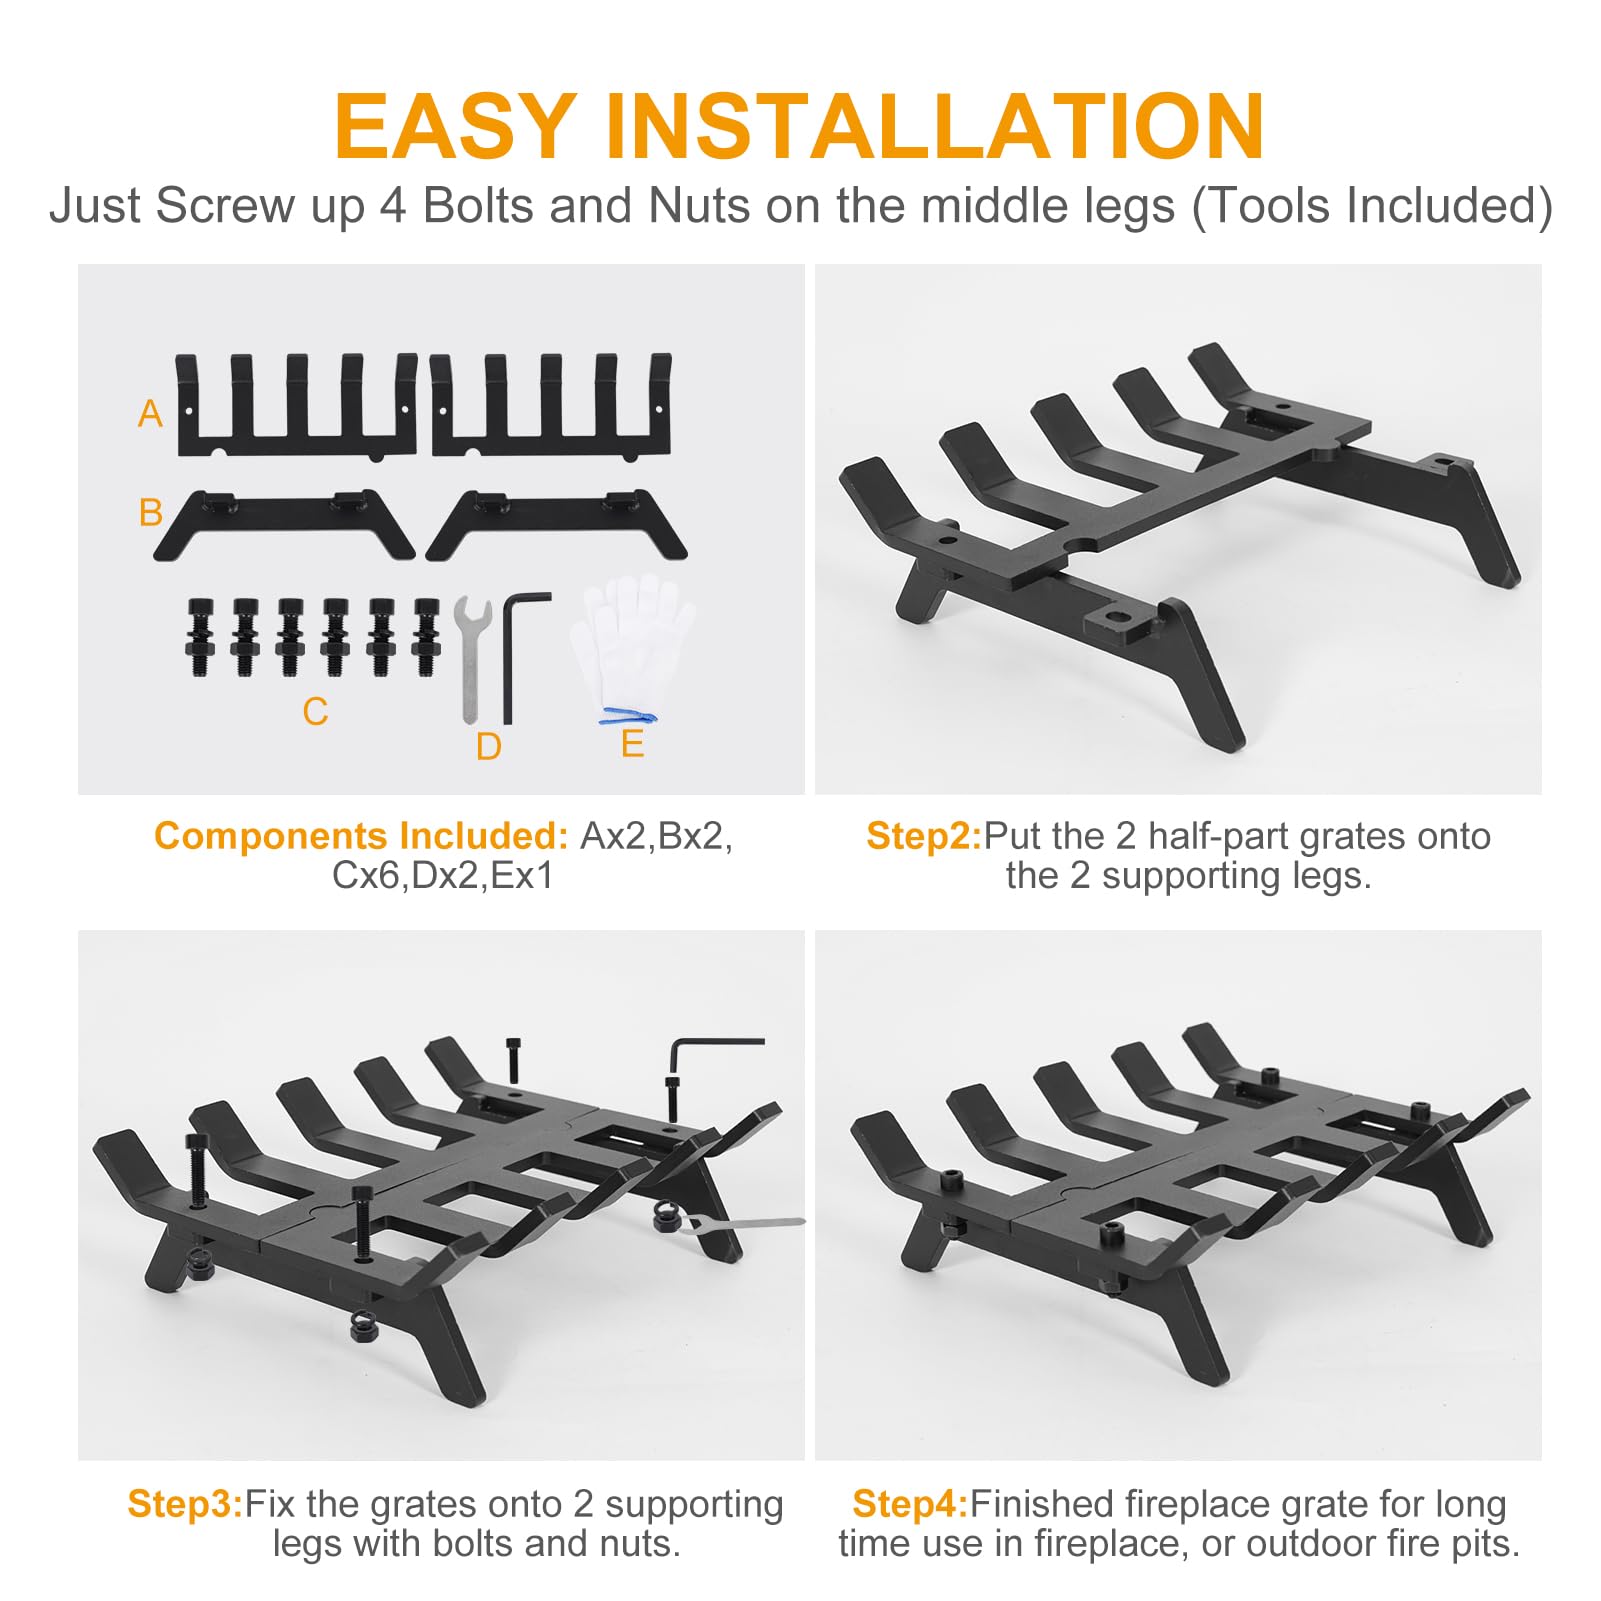 EASY INSTALLATION
Just Screw up 4 Bolts and Nuts on the middle legs (Tools Included)
A
B
C
D
E
Components Included: Ax2,Bx2,
Cx6,Dx2,Ex1
Step2:Put the 2 half-part grates onto
the 2 supporting legs.
Step3:Fix the grates onto 2 supporting
legs with bolts and nuts.
Step4:Finished fireplace grate for long
time use in fireplace, or outdoor fire pits.